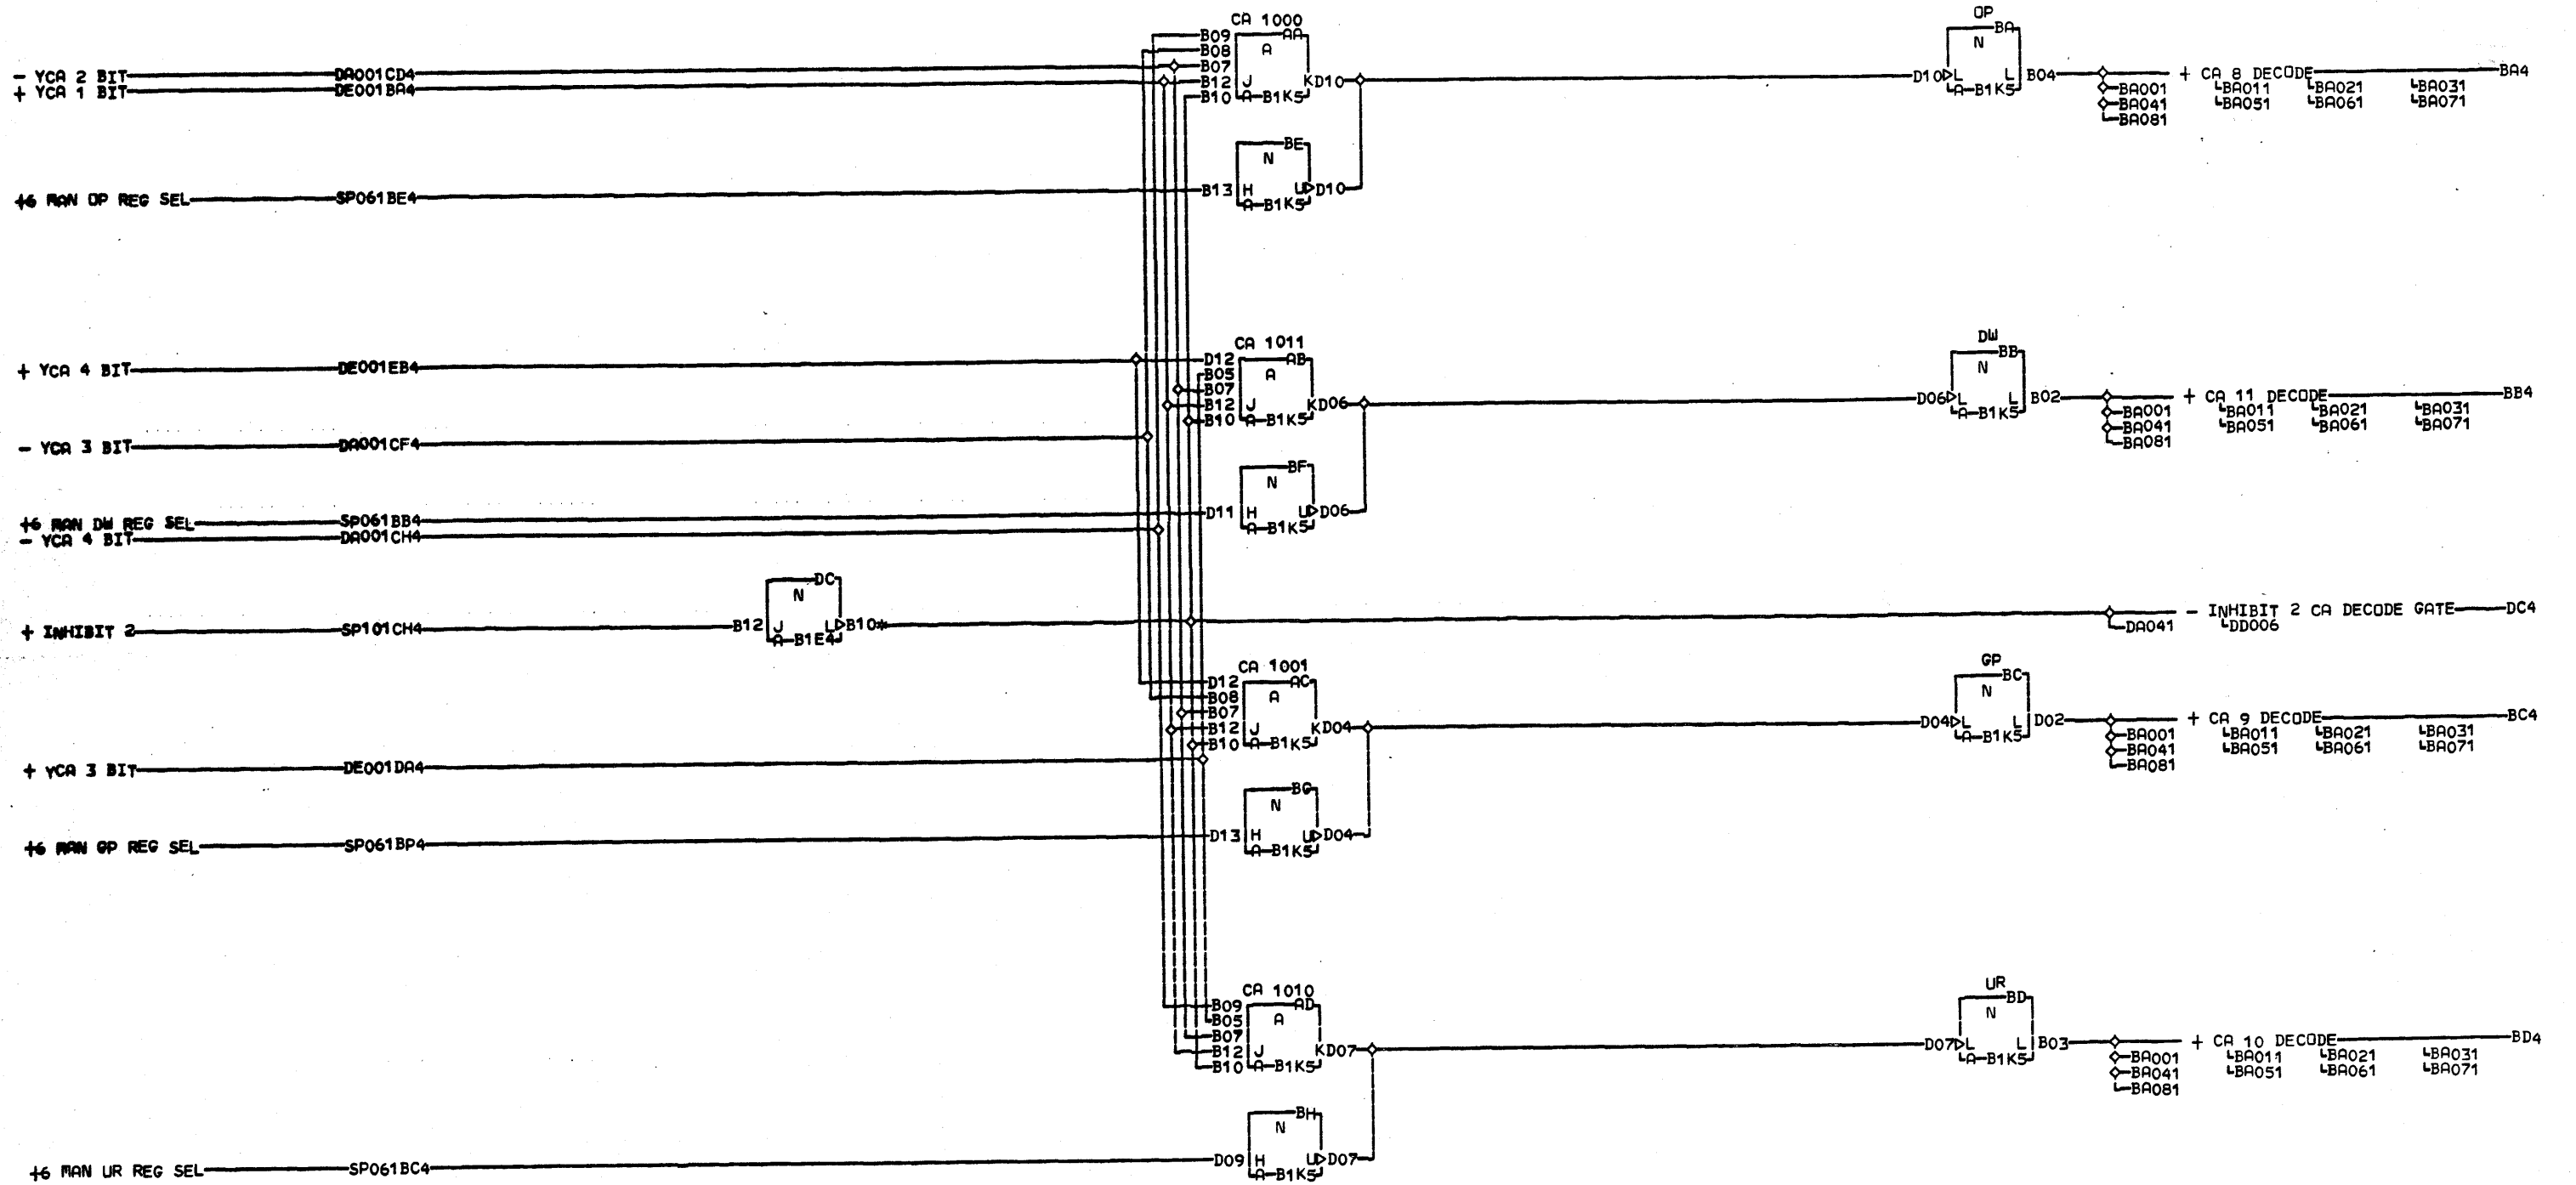 CA 1000
OP
B09 AA
BA
B08 A
N
- YCA 2 BIT DA001CD4 B07
D10 L L B04 + CA 8 DECODE BA4
+ YCA 1 BIT DE001BA4 B12 J K D10
BA001 BA011 BA021 BA031
B10 A B1K5
A B1K5
BA041 BA051 BA061 BA071
BA081
BE
N
+6 MAN OP REG SEL SP061BE4 B13 H U D10
A B1K5
CA 1011
DW
+ YCA 4 BIT DE001EB4 D12 AB
BB
B05 A
N
B07
B12 J K D06
D06 L L B02 + CA 11 DECODE BB4
B10 A B1K5
A B1K5
BA001 BA011 BA021 BA031
BA041 BA051 BA061 BA071
BA081
- YCA 3 BIT DA001CF4
BF
N
+6 MAN DW REG SEL SP061BB4 D11 H U D06
- YCA 4 BIT DA001CH4
A B1K5
DC
N
+ INHIBIT 2 SP101CH4 B12 J L B10*
- INHIBIT 2 CA DECODE GATE DC4
A B1E4
DA041 DD006
CA 1001
GP
D12 AC
BC
B08 A
N
B07
B12 J K D04
D04 L L D02 + CA 9 DECODE BC4
B10 A B1K5
A B1K5
BA001 BA011 BA021 BA031
BA041 BA051 BA061 BA071
BA081
+ YCA 3 BIT DE001DA4
BG
N
+6 MAN GP REG SEL SP061BP4 D13 H U D04
A B1K5
CA 1010
UR
B09 AD
BD
B05 A
N
B07
B12 J K D07
D07 L L B03 + CA 10 DECODE BD4
B10 A B1K5
A B1K5
BA001 BA011 BA021 BA031
BA041 BA051 BA061 BA071
BA081
BH
N
+6 MAN UR REG SEL SP061BC4 D09 H U D07
A B1K5